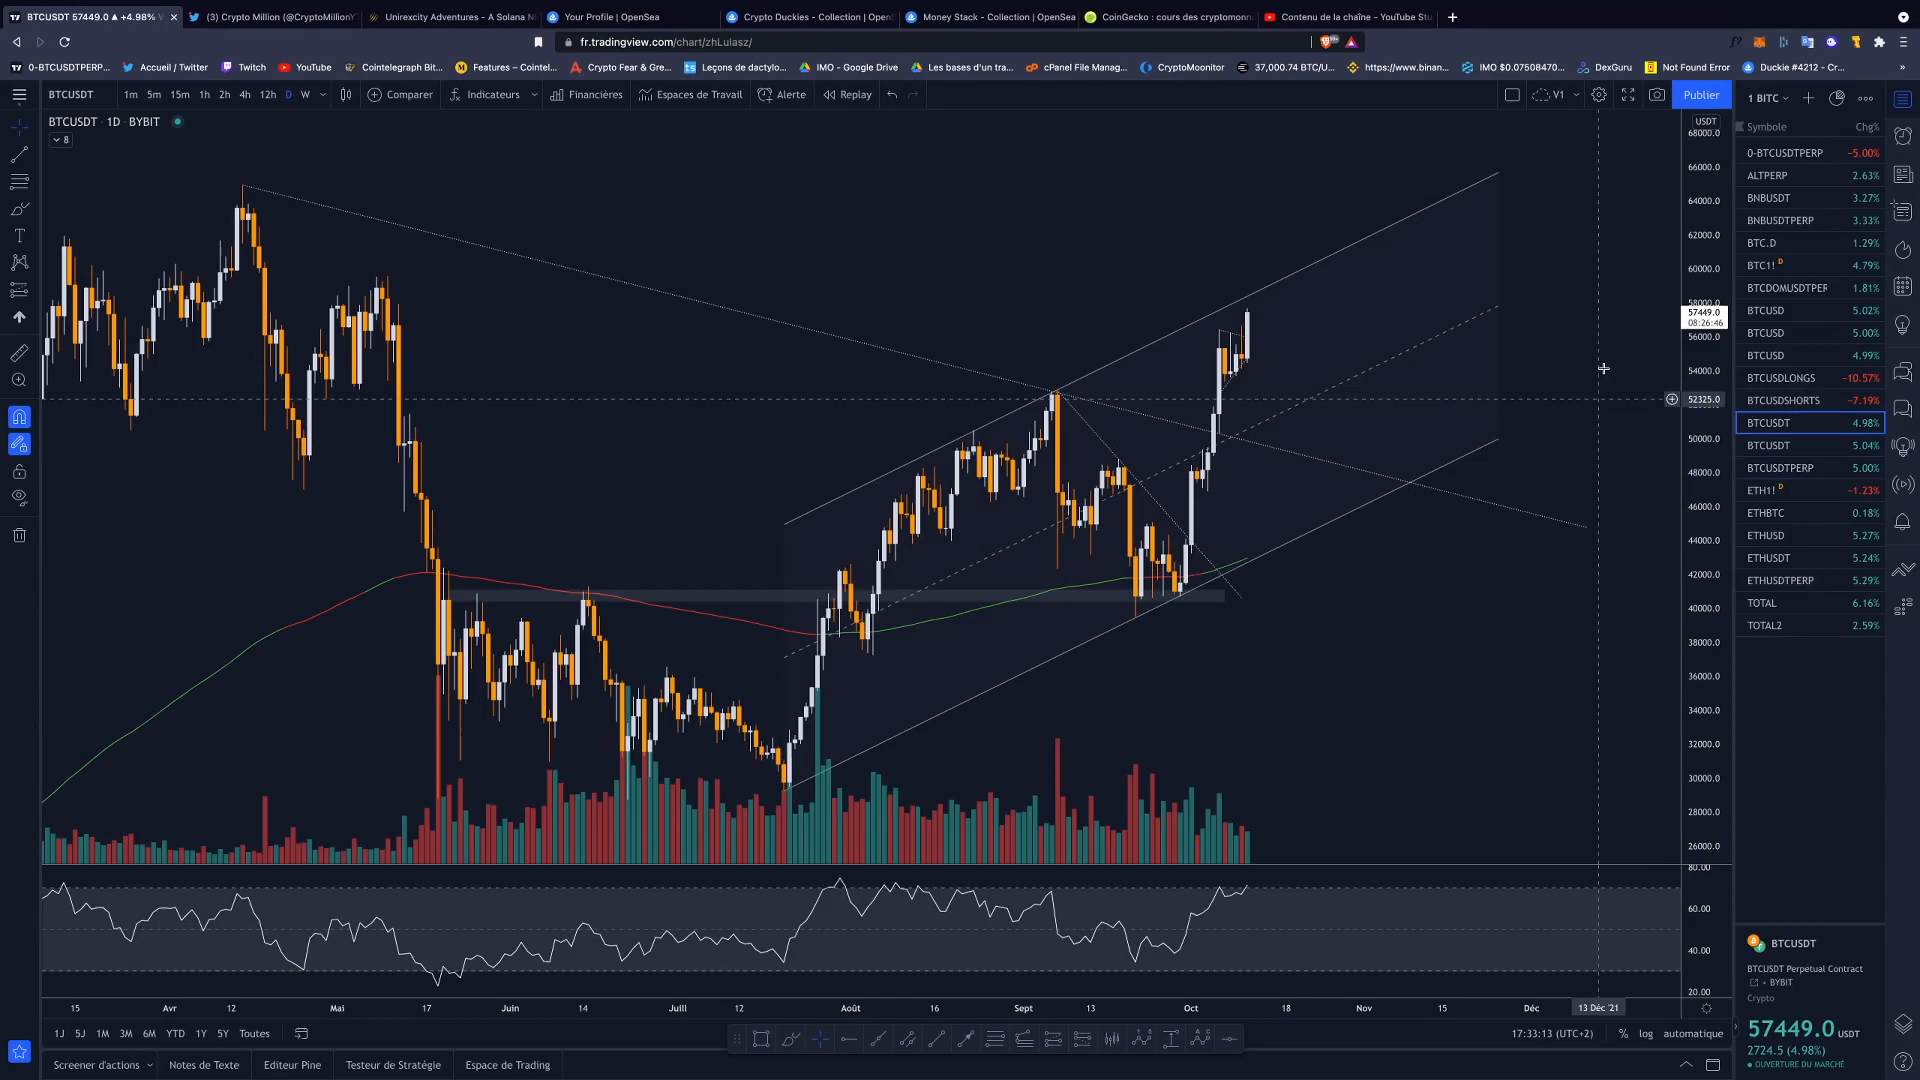 BTCUSDT 57449.0 ▲ +4.98% V
(3) Crypto Million (@CryptoMillionY
Unirexcity Adventures - A Solana N
Your Profile | OpenSea
Crypto Duckies - Collection | Open
Money Stack - Collection | OpenSea
CoinGecko : cours des cryptomonn
Contenu de la chaîne - YouTube Stu
fr.tradingview.com/chart/zhLulasz/
0-BTCUSDTPERP...
Accueil / Twitter
Twitch
YouTube
Cointelegraph Bit...
Features – Cointel...
Crypto Fear & Gre...
Leçons de dactylo...
IMO - Google Drive
Les bases d'un tra...
cPanel File Manag...
CryptoMoonitor
37,000.74 BTC/U...
https://www.binan...
IMO $0.07508470...
DexGuru
Not Found Error
Duckie #4212 - Cr...
BTCUSDT 1m 5m 15m 1h 2h 4h 12h D W
Comparer
Indicateurs
Financières
Espaces de Travail
Alerte
Replay
V1
Publier
BTCUSDT · 1D · BYBIT
8
USDT
68000.0
66000.0
64000.0
62000.0
60000.0
58000.0
57449.0
08:26:46
56000.0
54000.0
52325.0
50000.0
48000.0
46000.0
44000.0
42000.0
40000.0
38000.0
36000.0
34000.0
32000.0
30000.0
28000.0
26000.0
80.00
60.00
40.00
20.00
15 Avr 12 Mai 17 Juin 14 Juill 12 Août 16 Sept 13 Oct 18 Nov 15 Déc 13 Déc '21
1J 5J 1M 3M 6M YTD 1Y 5Y Toutes
17:33:13 (UTC+2) % log automatique
Screener d'actions
Notes de Texte
Editeur Pine
Testeur de Stratégie
Espace de Trading
1 BITC
Symbole Chg%
0-BTCUSDTPERP −5.00%
ALTPERP 2.63%
BNBUSDT 3.27%
BNBUSDTPERP 3.33%
BTC.D 1.29%
BTC1! D 4.79%
BTCDOMUSDTPER 1.81%
BTCUSD 5.02%
BTCUSD 5.00%
BTCUSD 4.99%
BTCUSDLONGS −10.57%
BTCUSDSHORTS −7.19%
BTCUSDT 4.98%
BTCUSDT 5.04%
BTCUSDTPERP 5.00%
ETH1! D −1.23%
ETHBTC 0.18%
ETHUSD 5.27%
ETHUSDT 5.24%
ETHUSDTPERP 5.29%
TOTAL 6.16%
TOTAL2 2.59%
BTCUSDT
BTCUSDT Perpetual Contract
BYBIT
Crypto
57449.0 USDT
2724.5 (4.98%)
OUVERTURE DU MARCHÉ